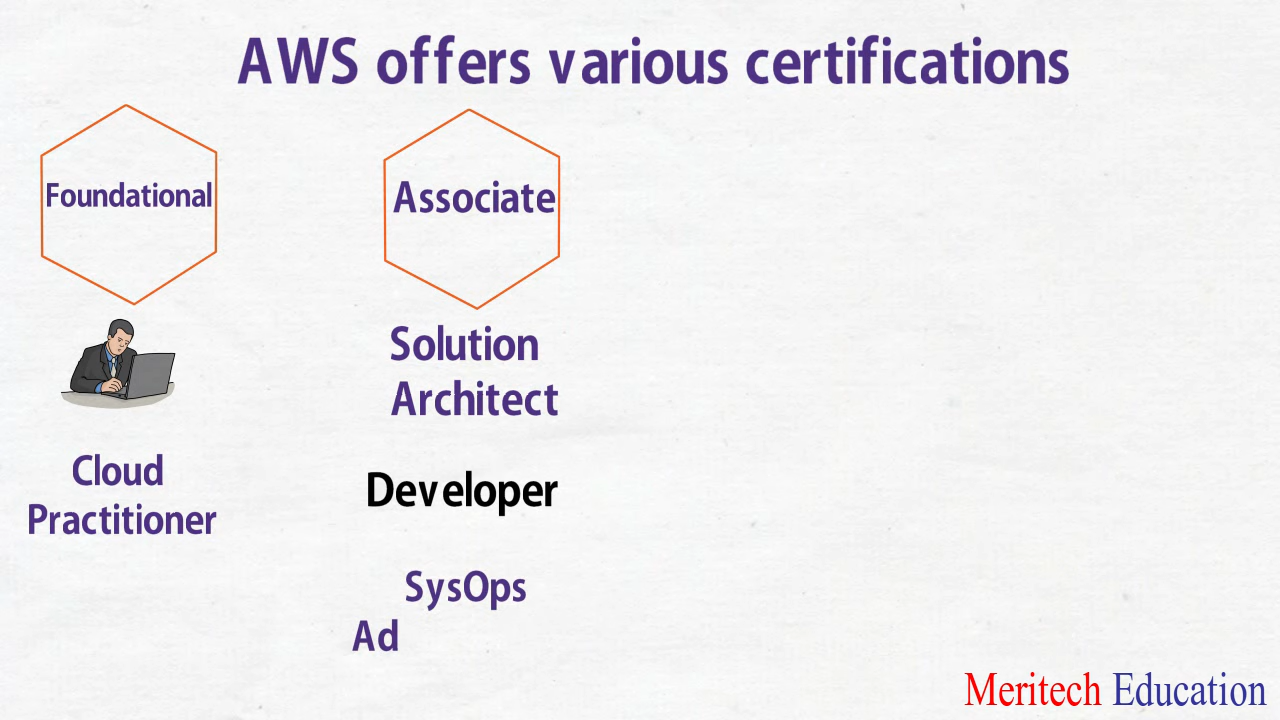 AWS offers various certifications
Foundational
Cloud
Practitioner
Associate
Solution
Architect
Developer
SysOps
Ad
Meritech Education